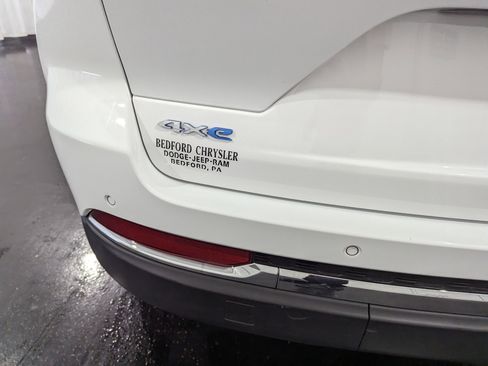 4XE
BEDFORD CHRYSLER
DODGE-JEEP-RAM
BEDFORD, PA